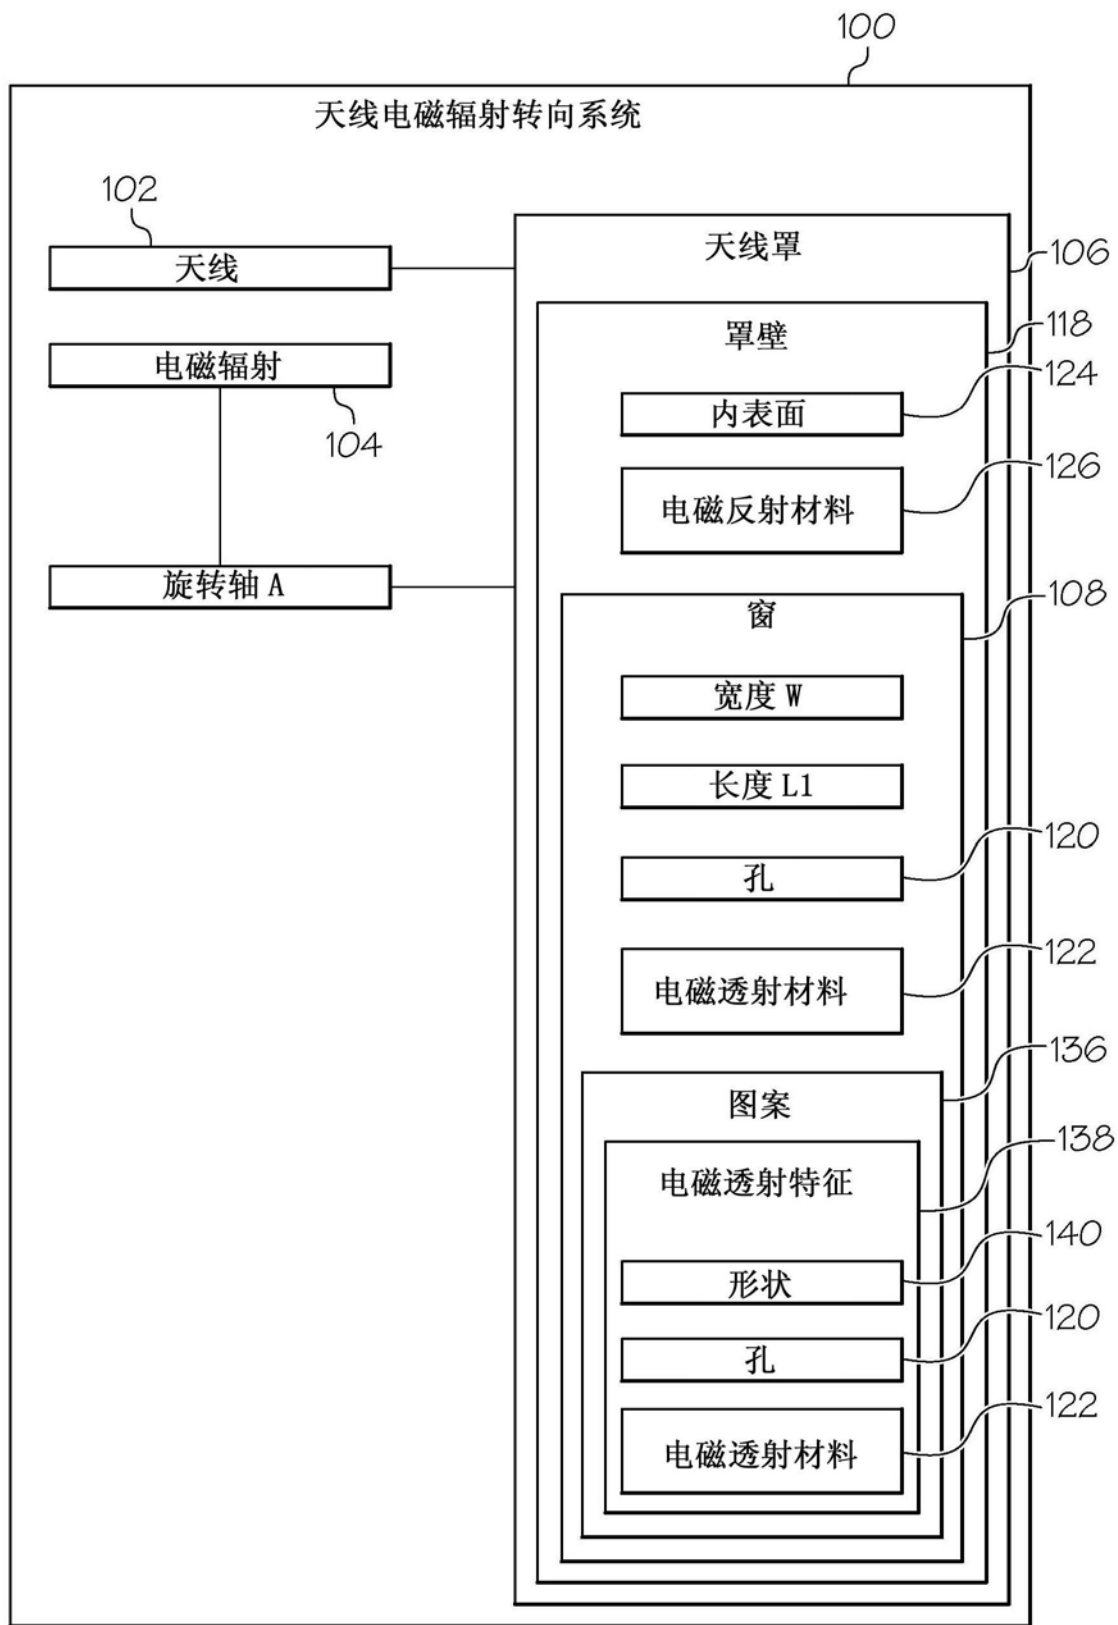 100
天线电磁辐射转向系统
102
天线
天线罩
106
电磁辐射
104
罩壁
118
内表面
124
电磁反射材料
126
旋转轴 A
窗
108
宽度 W
长度 L1
孔
120
电磁透射材料
122
图案
136
电磁透射特征
138
形状
140
孔
120
电磁透射材料
122